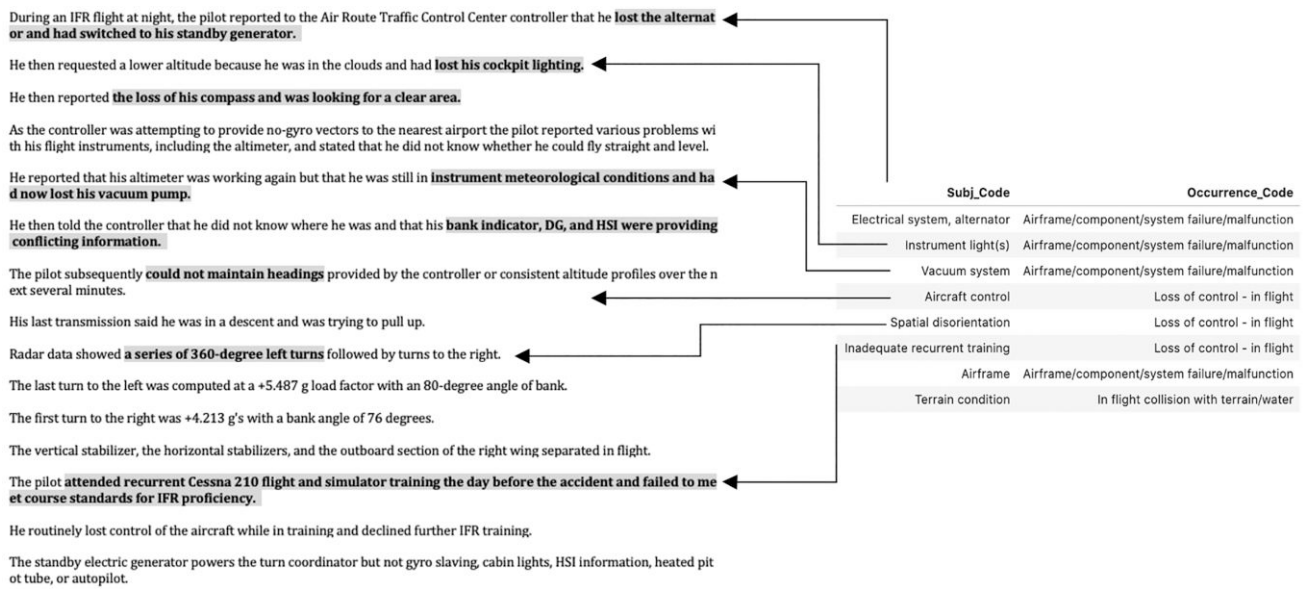 During an IFR flight at night, the pilot reported to the Air Route Traffic Control Center controller that he lost the alternat
or and had switched to his standby generator.
He then requested a lower altitude because he was in the clouds and had lost his cockpit lighting.
He then reported the loss of his compass and was looking for a clear area.
As the controller was attempting to provide no-gyro vectors to the nearest airport the pilot reported various problems wi
th his flight instruments, including the altimeter, and stated that he did not know whether he could fly straight and level.
He reported that his altimeter was working again but that he was still in instrument meteorological conditions and ha
d now lost his vacuum pump.
He then told the controller that he did not know where he was and that his bank indicator, DG, and HSI were providing
conflicting information.
The pilot subsequently could not maintain headings provided by the controller or consistent altitude profiles over the n
ext several minutes.
His last transmission said he was in a descent and was trying to pull up.
Radar data showed a series of 360-degree left turns followed by turns to the right.
The last turn to the left was computed at a +5.487 g load factor with an 80-degree angle of bank.
The first turn to the right was +4.213 g's with a bank angle of 76 degrees.
The vertical stabilizer, the horizontal stabilizers, and the outboard section of the right wing separated in flight.
The pilot attended recurrent Cessna 210 flight and simulator training the day before the accident and failed to me
et course standards for IFR proficiency.
He routinely lost control of the aircraft while in training and declined further IFR training.
The standby electric generator powers the turn coordinator but not gyro slaving, cabin lights, HSI information, heated pit
ot tube, or autopilot.
Subj_Code Occurrence_Code
Electrical system, alternator Airframe/component/system failure/malfunction
Instrument light(s) Airframe/component/system failure/malfunction
Vacuum system Airframe/component/system failure/malfunction
Aircraft control Loss of control - in flight
Spatial disorientation Loss of control - in flight
Inadequate recurrent training Loss of control - in flight
Airframe Airframe/component/system failure/malfunction
Terrain condition In flight collision with terrain/water